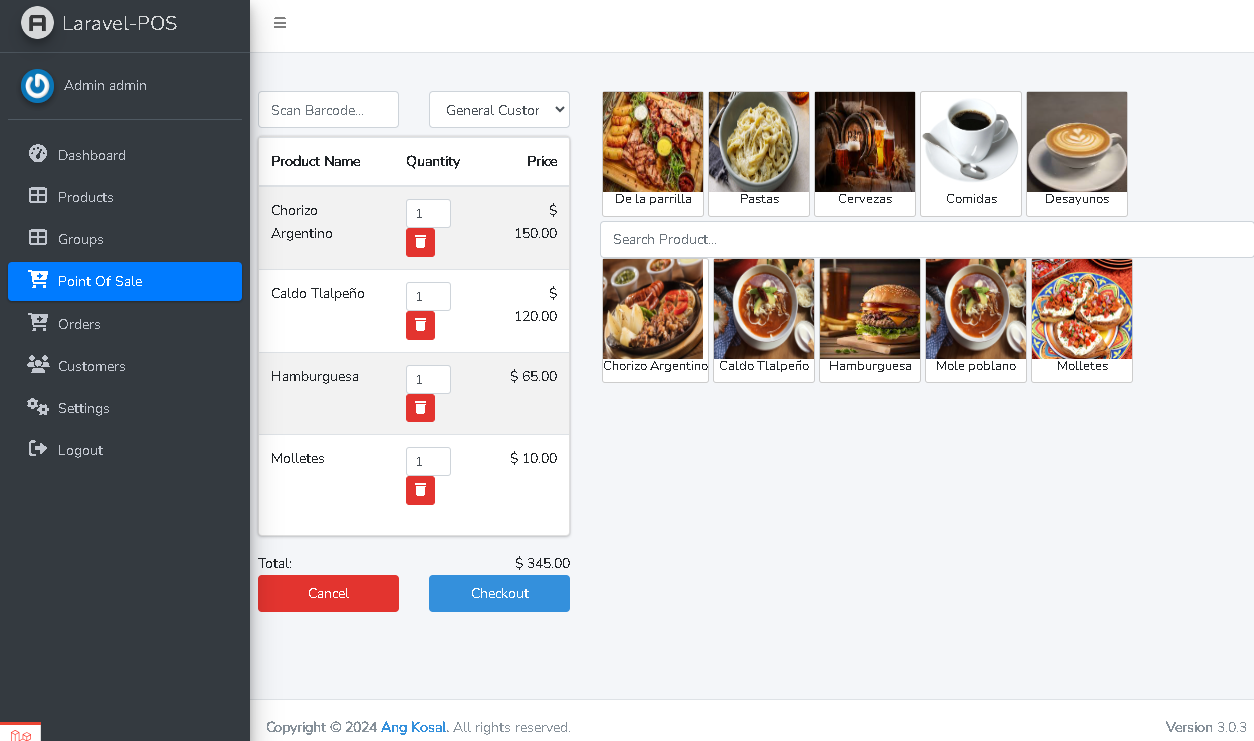 Laravel-POS
Admin admin
Dashboard
Products
Groups
Point Of Sale
Orders
Customers
Settings
Logout
Scan Barcode...
General Custor
Product Name Quantity Price
Chorizo Argentino 1 $ 150.00
Caldo Tlalpeño 1 $ 120.00
Hamburguesa 1 $ 65.00
Molletes 1 $ 10.00
Total: $ 345.00
Cancel Checkout
De la parrilla Pastas Cervezas Comidas Desayunos
Search Product...
Chorizo Argentino Caldo Tlalpeño Hamburguesa Mole poblano Molletes
Copyright © 2024 Ang Kosal. All rights reserved.
Version 3.0.3